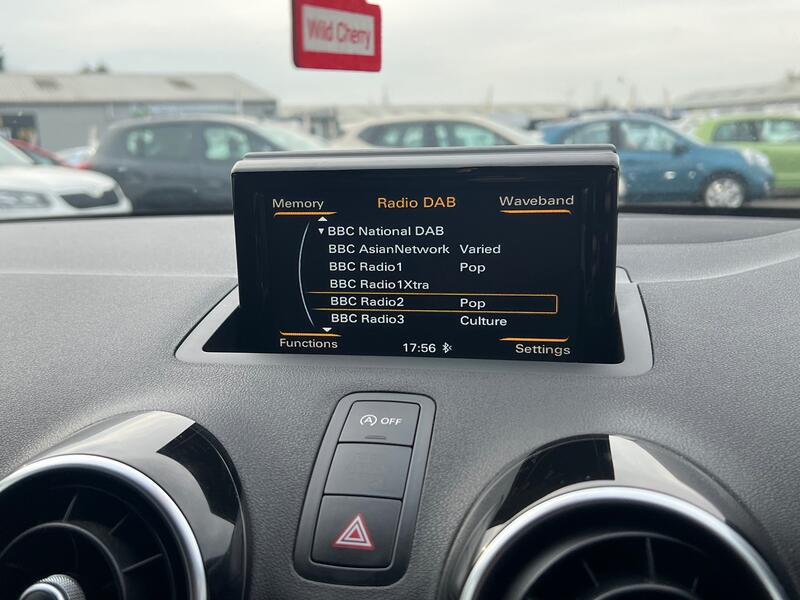 Wild Cherry
Memory Radio DAB Waveband
BBC National DAB
BBC AsianNetwork Varied
BBC Radio1 Pop
BBC Radio1Xtra
BBC Radio2 Pop
BBC Radio3 Culture
Functions 17:56 Settings
A OFF